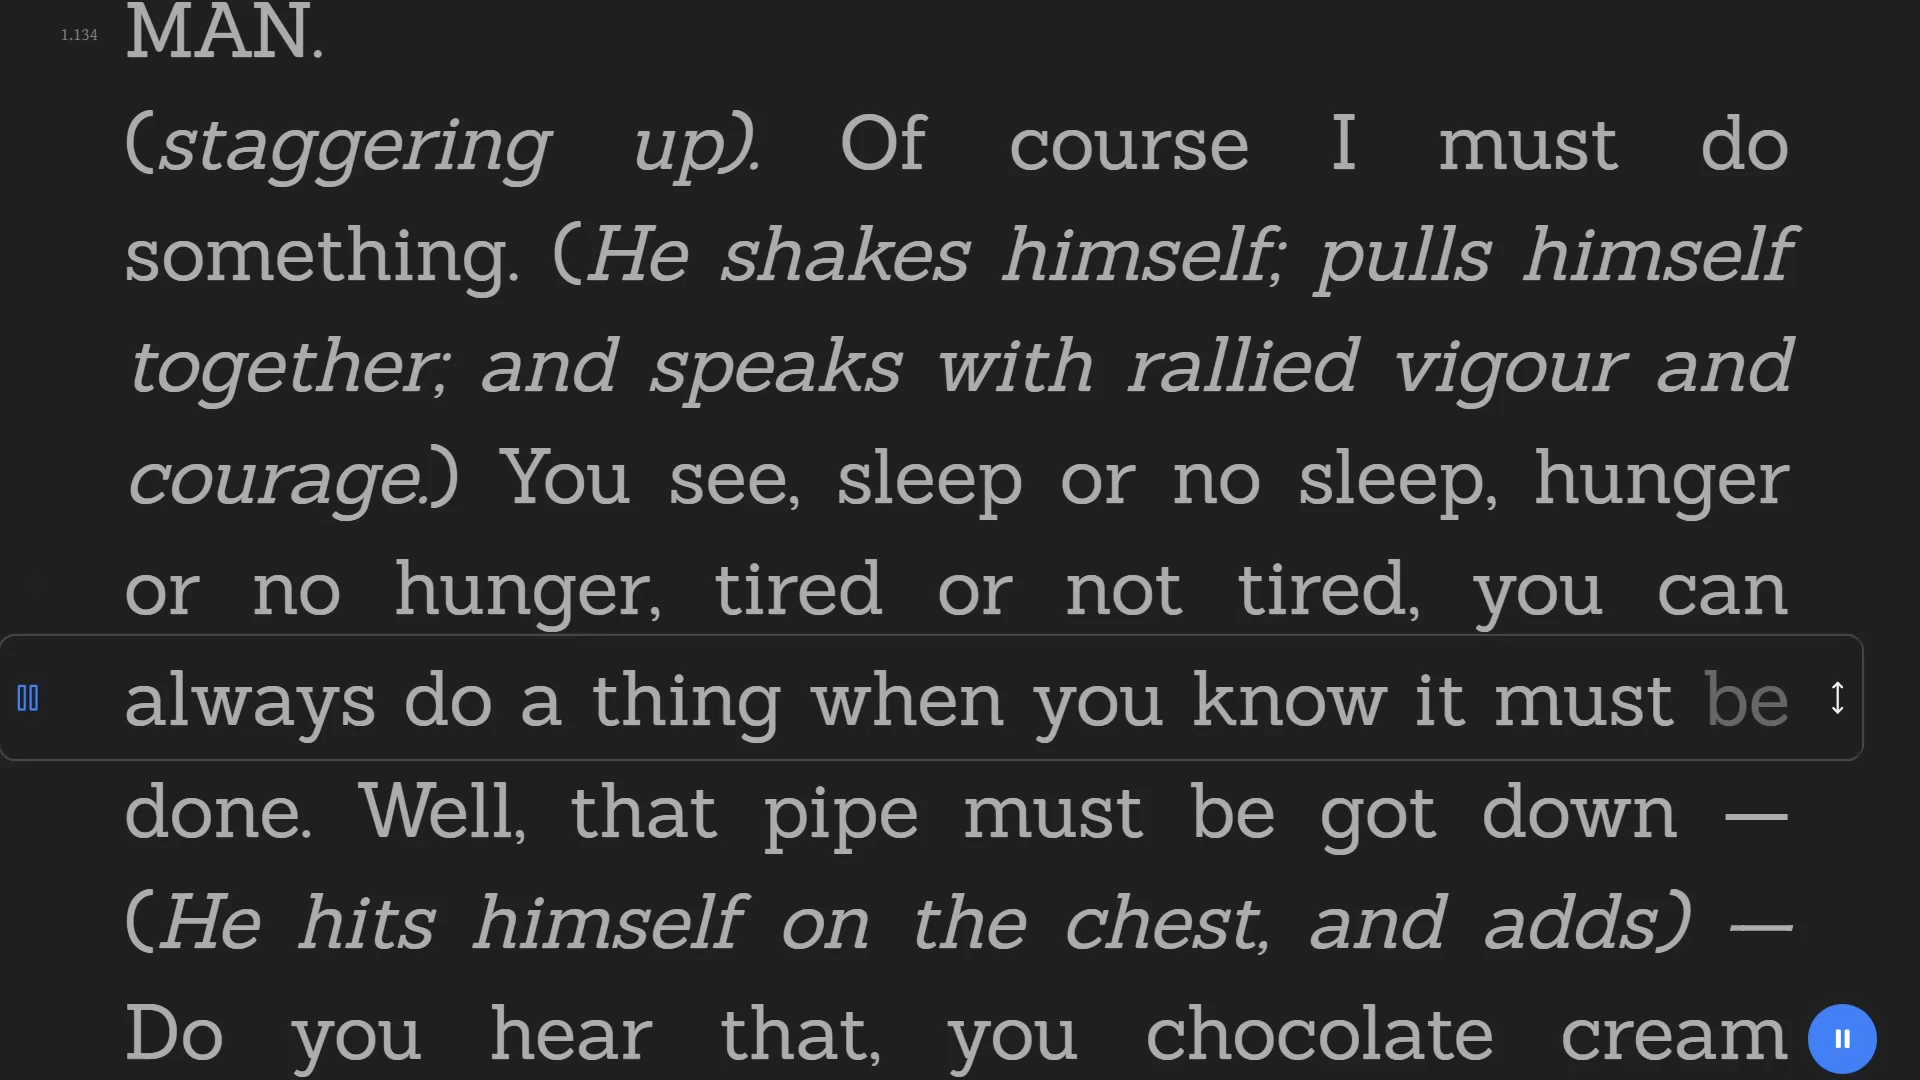 1.134 MAN.
(staggering up). Of course I must do
something. (He shakes himself; pulls himself
together; and speaks with rallied vigour and
courage.) You see, sleep or no sleep, hunger
or no hunger, tired or not tired, you can
always do a thing when you know it must be
done. Well, that pipe must be got down —
(He hits himself on the chest, and adds) —
Do you hear that, you chocolate cream